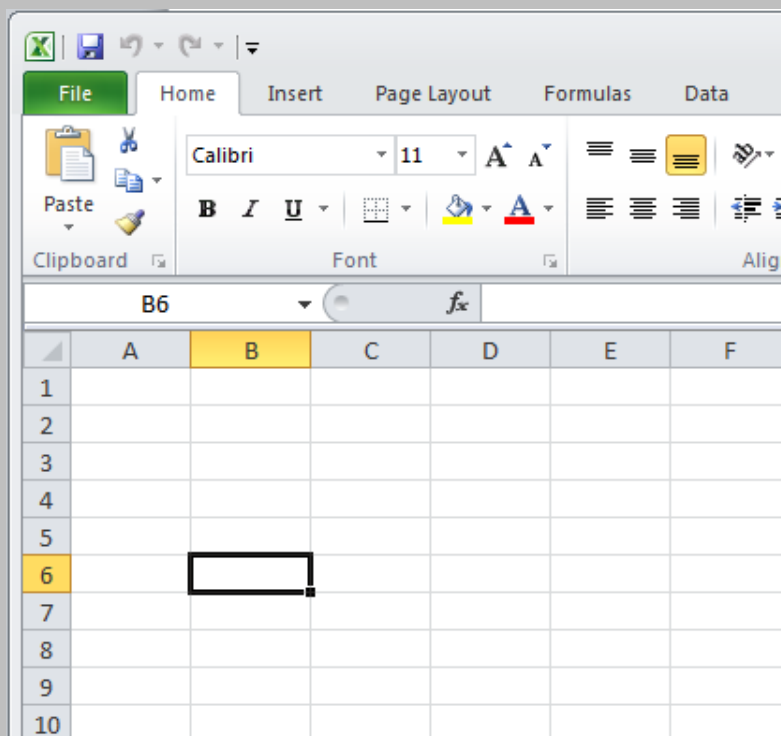 File Home Insert Page Layout Formulas Data
Calibri 11 A A
Paste B I U A
Clipboard Font Alig
B6 fx
A B C D E F
1
2
3
4
5
6
7
8
9
10